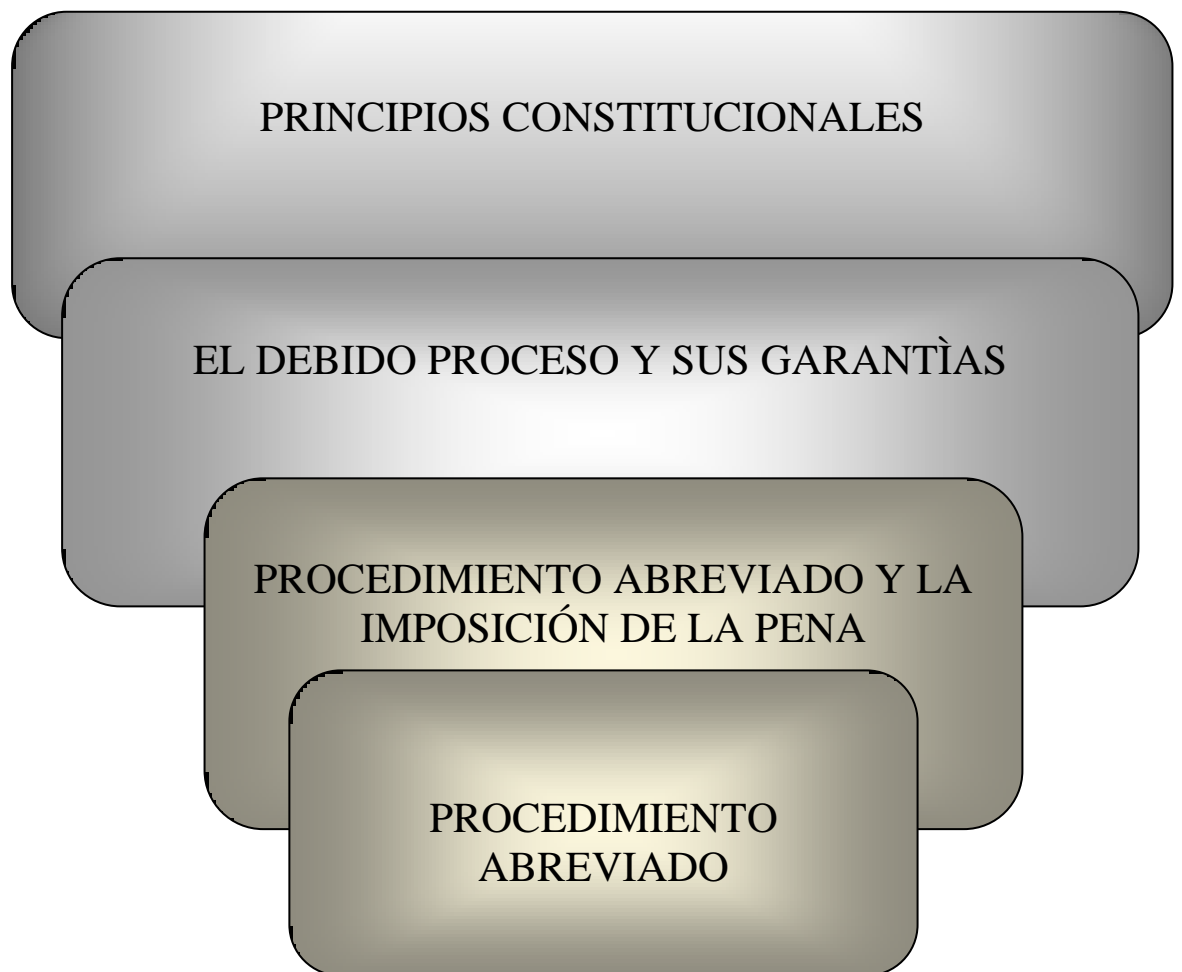 PRINCIPIOS CONSTITUCIONALES
EL DEBIDO PROCESO Y SUS GARANTÌAS
PROCEDIMIENTO ABREVIADO Y LA
IMPOSICIÓN DE LA PENA
PROCEDIMIENTO
ABREVIADO